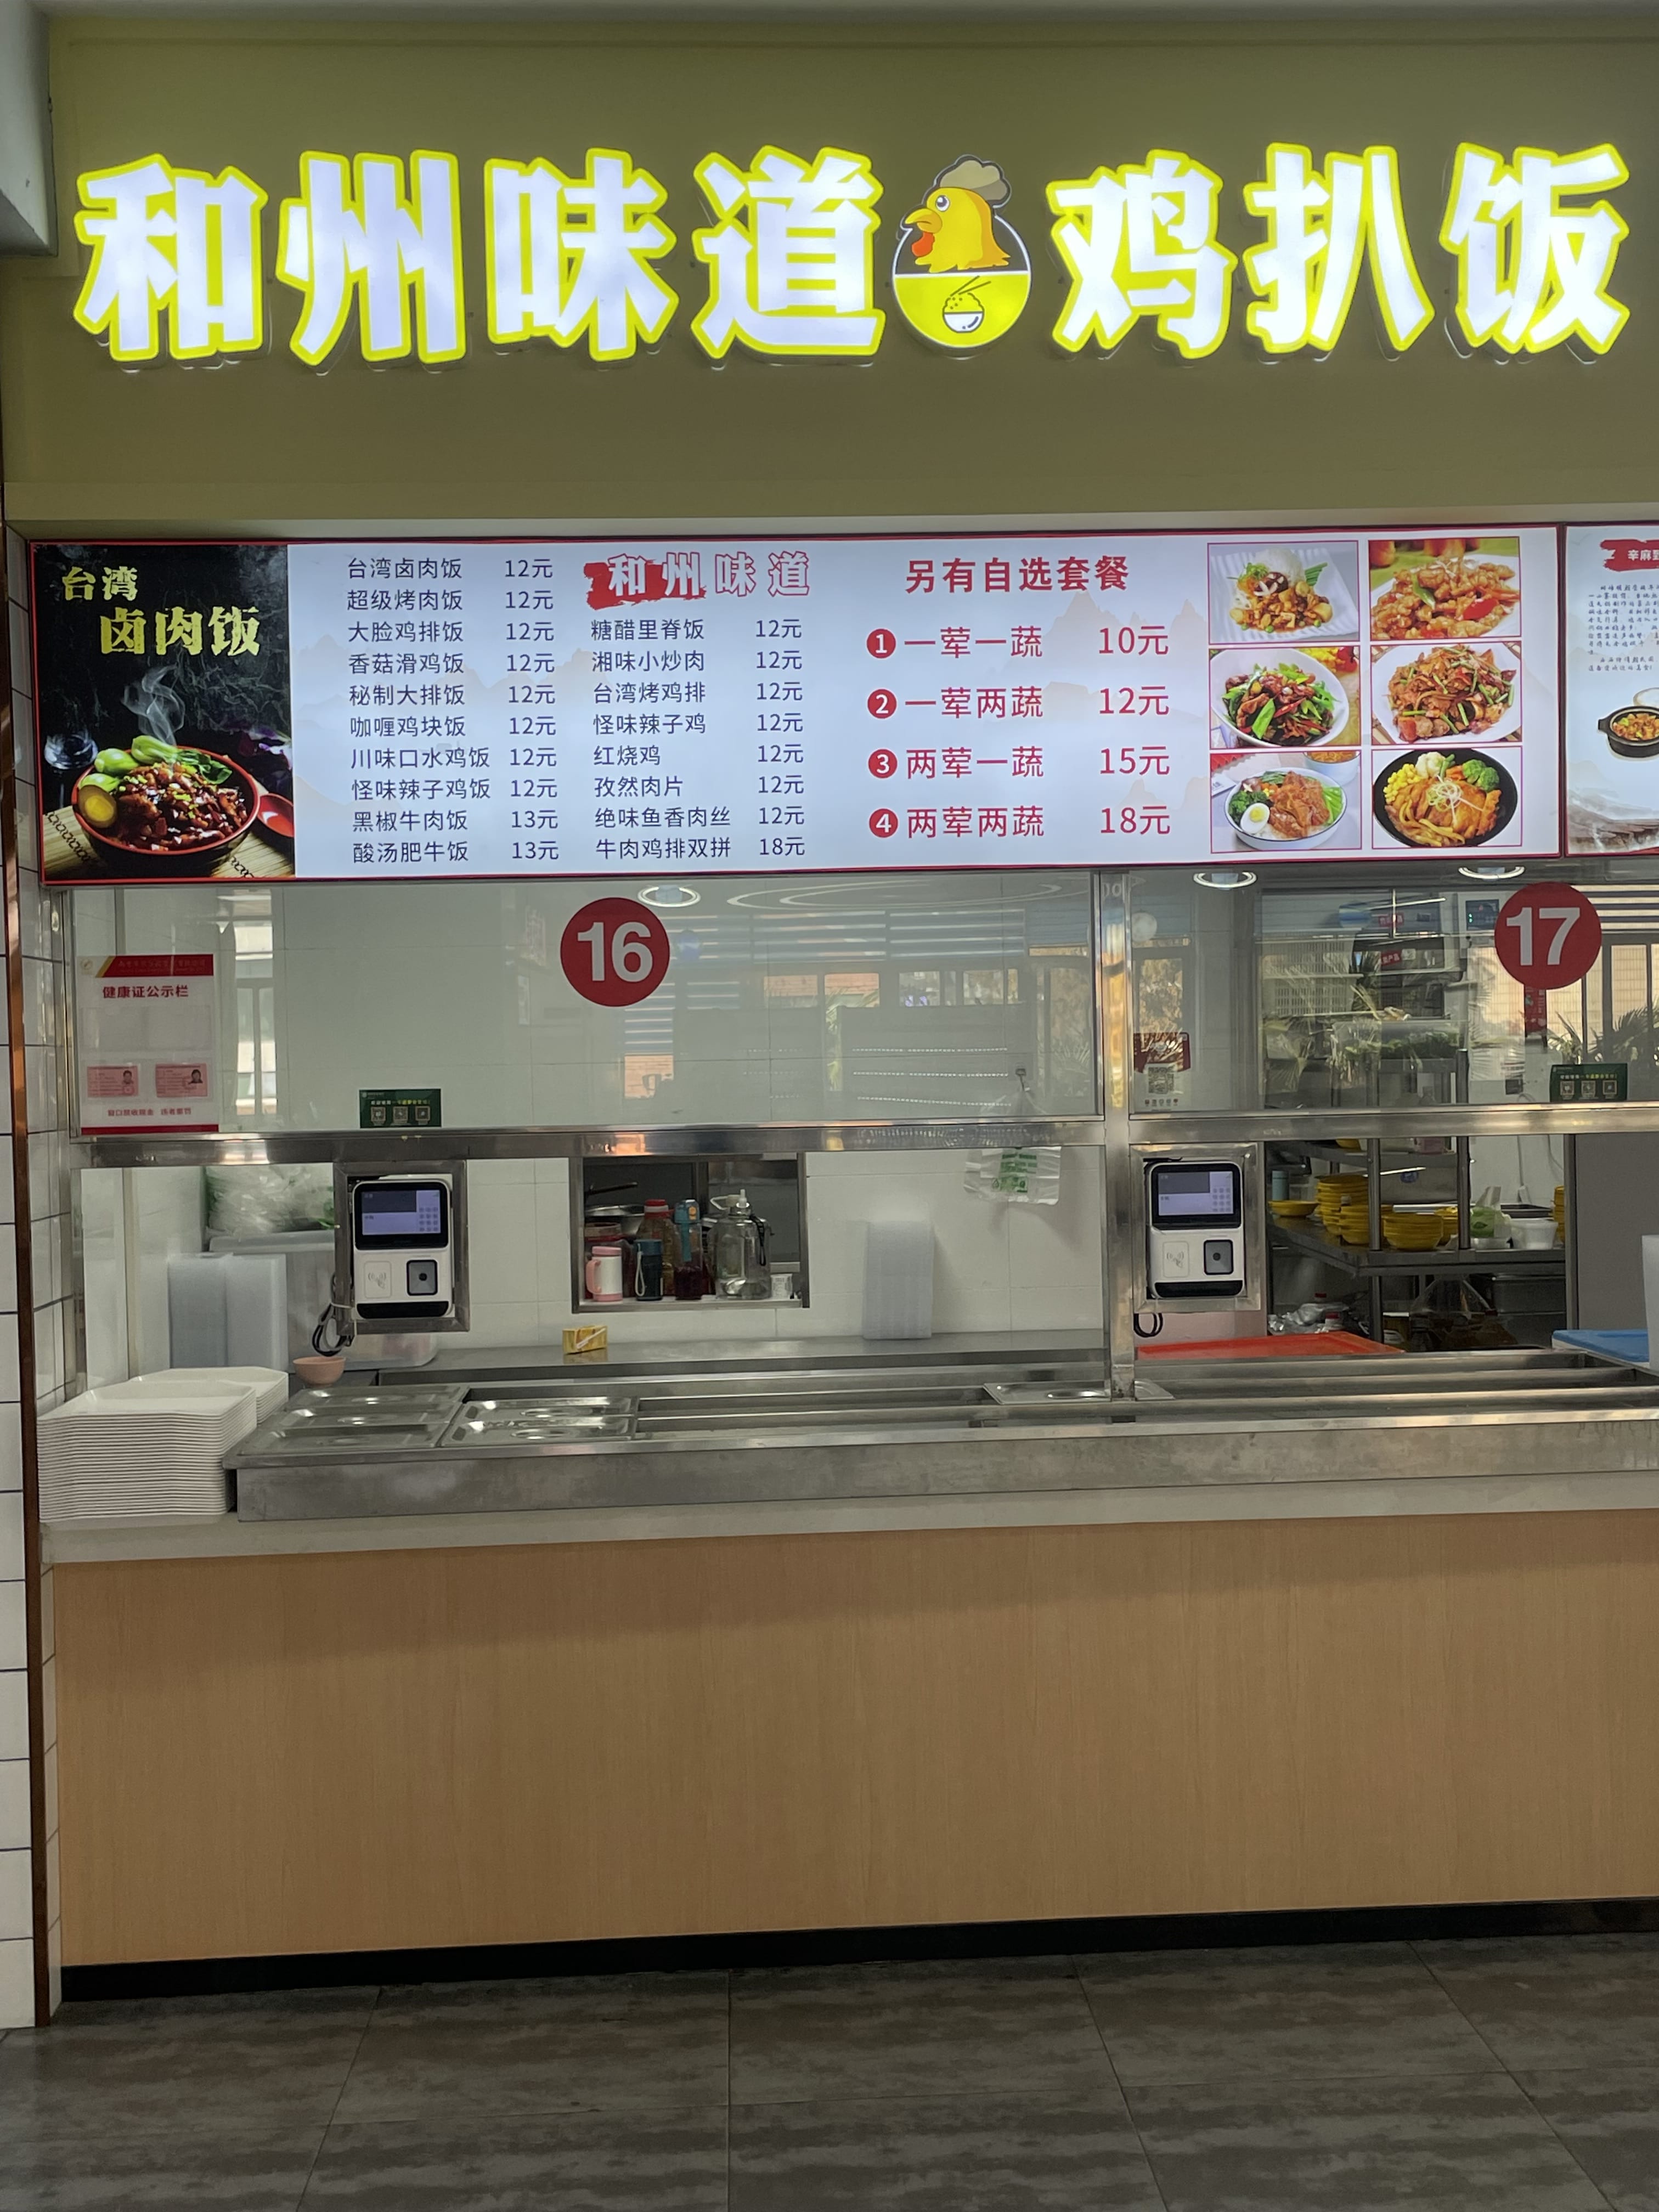 和州味道 鸡扒饭
台湾
卤肉饭
台湾卤肉饭 12元
超级烤肉饭 12元
大脸鸡排饭 12元
香菇滑鸡饭 12元
秘制大排饭 12元
咖喱鸡块饭 12元
川味口水鸡饭 12元
怪味辣子鸡饭 12元
黑椒牛肉饭 13元
酸汤肥牛饭 13元
和州味道
糖醋里脊饭 12元
湘味小炒肉 12元
台湾烤鸡排 12元
怪味辣子鸡 12元
红烧鸡 12元
孜然肉片 12元
绝味鱼香肉丝 12元
牛肉鸡排双拼 18元
另有自选套餐
1 一荤一蔬 10元
2 一荤两蔬 12元
3 两荤一蔬 15元
4 两荤两蔬 18元
辛麻
16
17
健康证公示栏